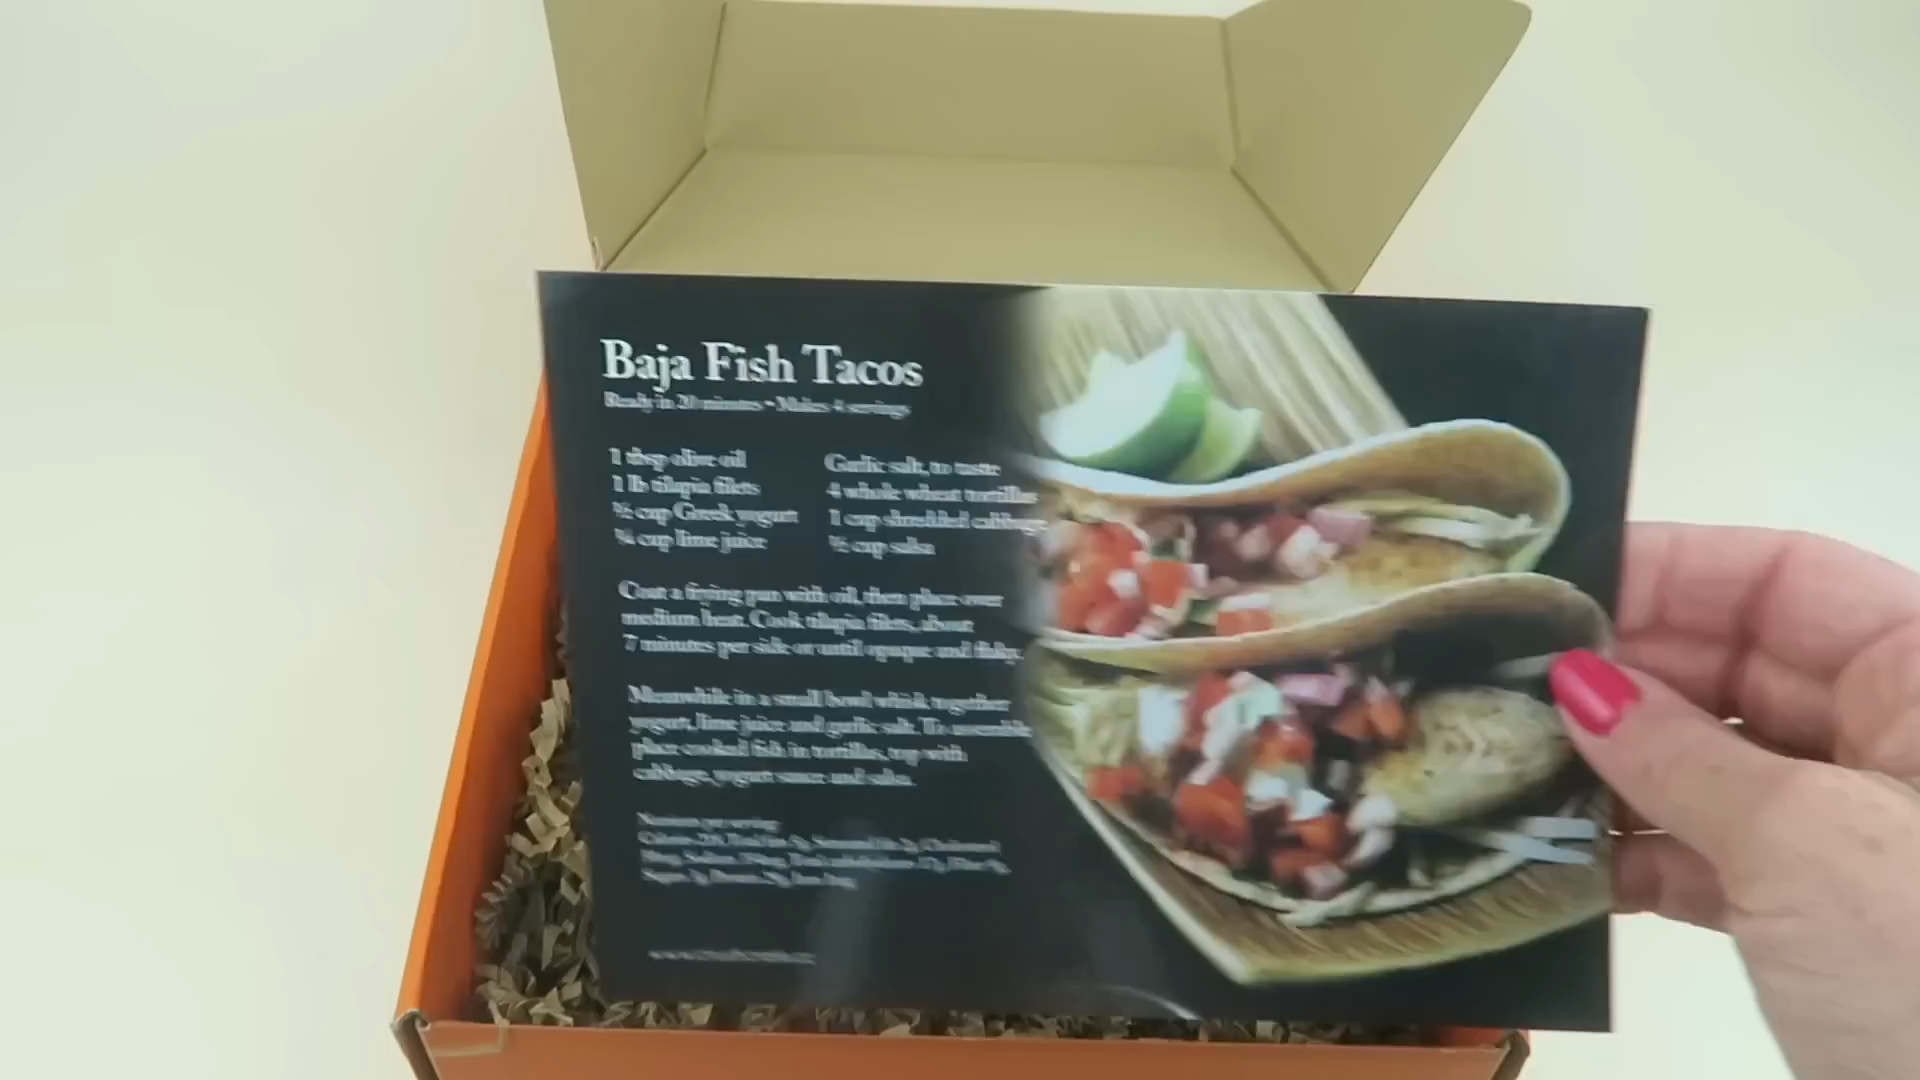 Baja Fish Tacos
Ready in 20 minutes • Makes 4 servings
1 tbsp olive oil
1 lb tilapia filets
½ cup Greek yogurt
¼ cup lime juice
Garlic salt, to taste
4 whole wheat tortillas
1 cup shredded cabbage
½ cup salsa
Coat a frying pan with oil, then place over
medium heat. Cook tilapia filets, about
7 minutes per side or until opaque and flaky.
Meanwhile in a small bowl whisk together
yogurt, lime juice and garlic salt. To assemble
place cooked fish in tortillas, top with
cabbage, yogurt sauce and salsa.
Nutrition per serving: